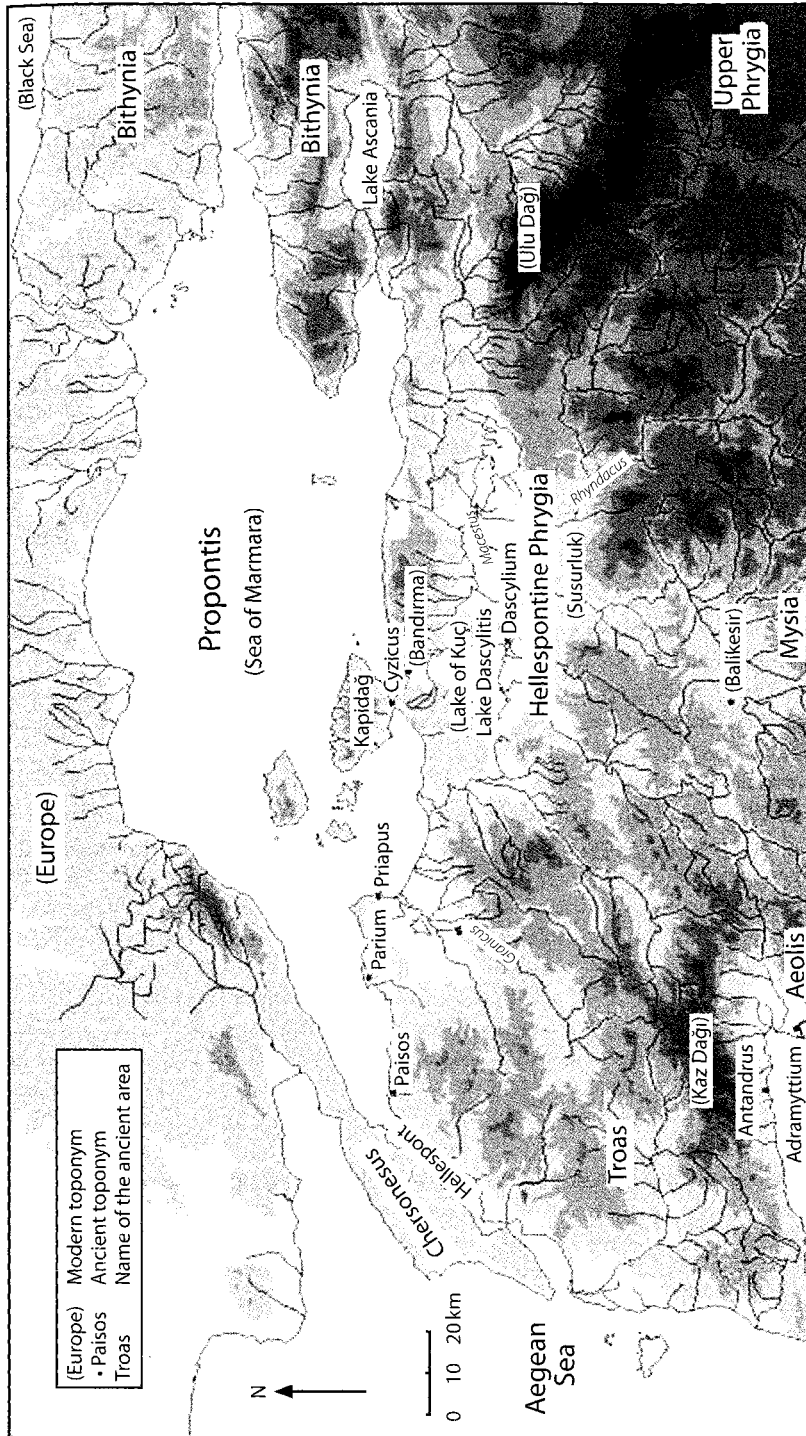 (Europe) Modern toponym
• Paisos Ancient toponym
Troas Name of the ancient area
N
0 10 20 km
(Europe)
(Black Sea)
Bithynia
Bithynia
Propontis
(Sea of Marmara)
Lake Ascania
Chersonesus
Hellespont
Kapidağ
Cyzicus
(Bandırma)
Parium
Priapus
Paisos
(Lake of Kuç)
Lake Dascylitis
Macestus
Dascylium
Granicus
Hellespontine Phrygia
(Susurluk)
Rhyndacus
(Ulu Dağ)
Upper
Phrygia
Aegean
Sea
Troas
(Kaz Dağı)
Antandrus
Adramyttium
Aeolis
(Balikesir)
Mysia